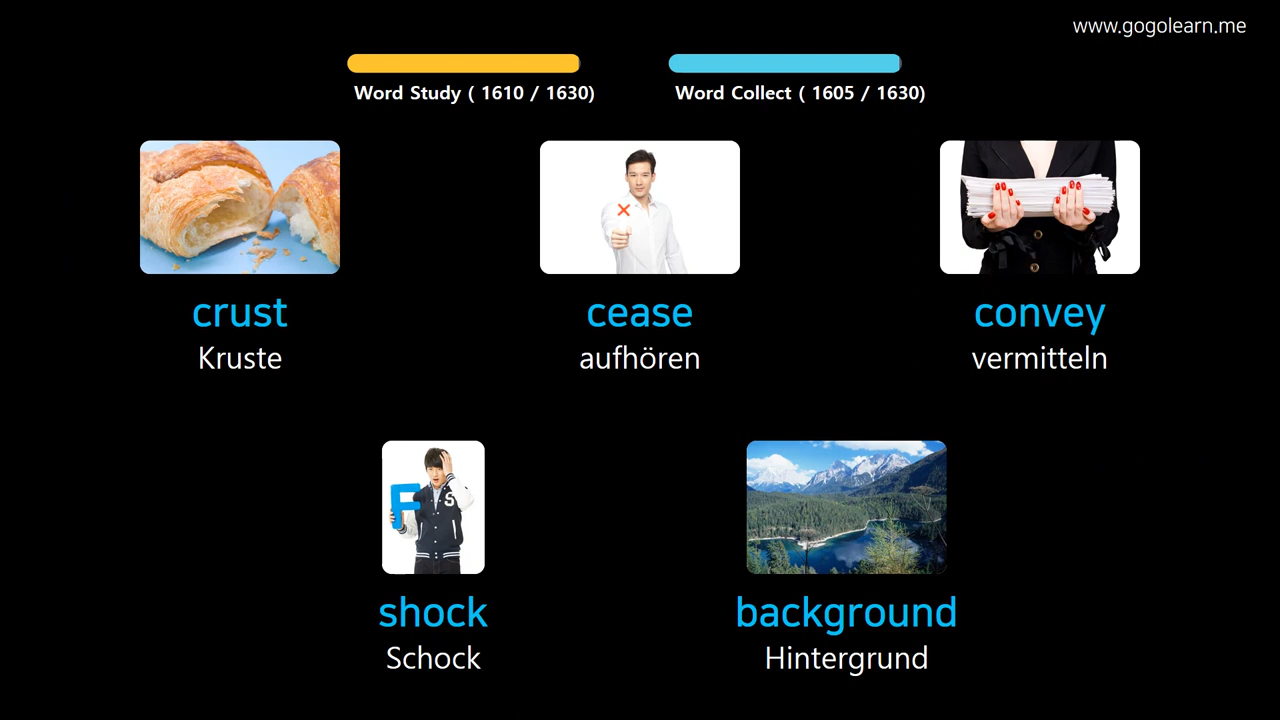 www.gogolearn.me
Word Study ( 1610 / 1630)
Word Collect ( 1605 / 1630)
crust
cease
convey
Kruste
aufhören
vermitteln
F
S
shock
background
Schock
Hintergrund